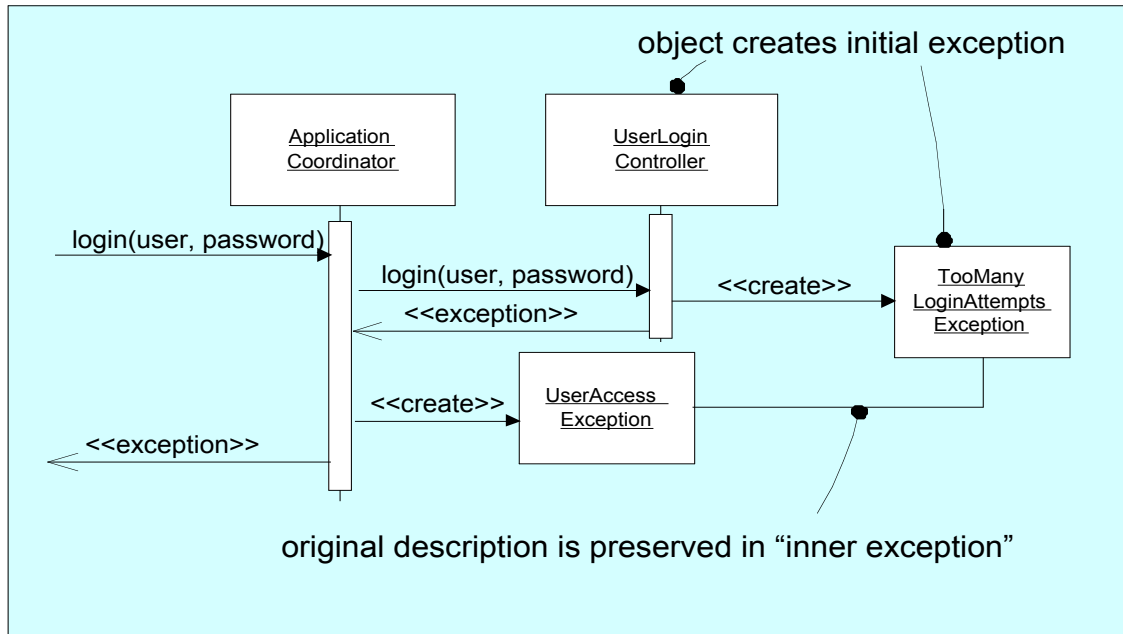 object creates initial exception
Application
Coordinator
UserLogin
Controller
login(user, password)
login(user, password)
<<create>>
TooMany
LoginAttempts
Exception
<<exception>>
<<create>>
UserAccess
Exception
<<exception>>
original description is preserved in “inner exception”